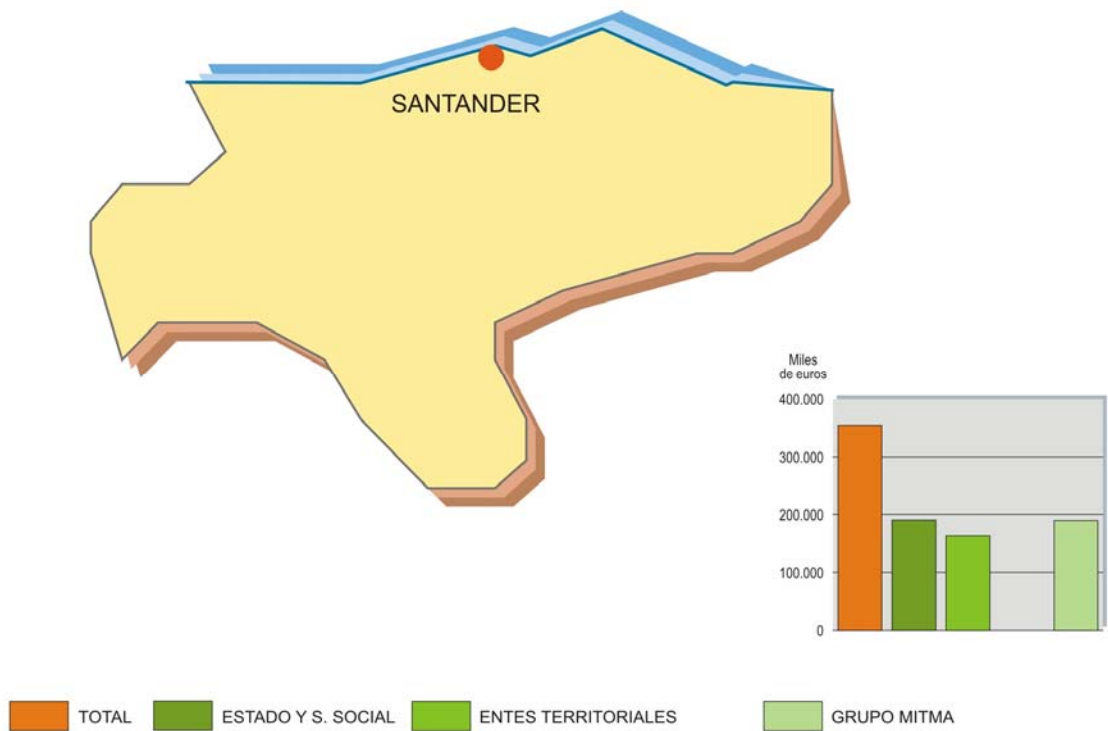 SANTANDER
Miles
de euros
400.000
300.000
200.000
100.000
0
TOTAL
ESTADO Y S. SOCIAL
ENTES TERRITORIALES
GRUPO MITMA